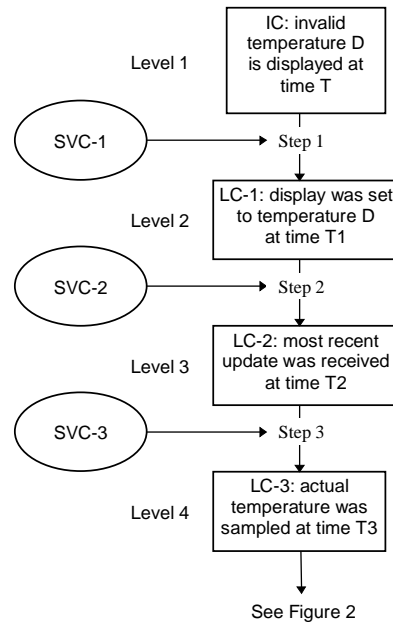 IC: invalid
temperature D
is displayed at
time T
Level 1
SVC-1
Step 1
LC-1: display was set
to temperature D
at time T1
Level 2
SVC-2
Step 2
LC-2: most recent
update was received
at time T2
Level 3
SVC-3
Step 3
LC-3: actual
temperature was
sampled at time T3
Level 4
See Figure 2